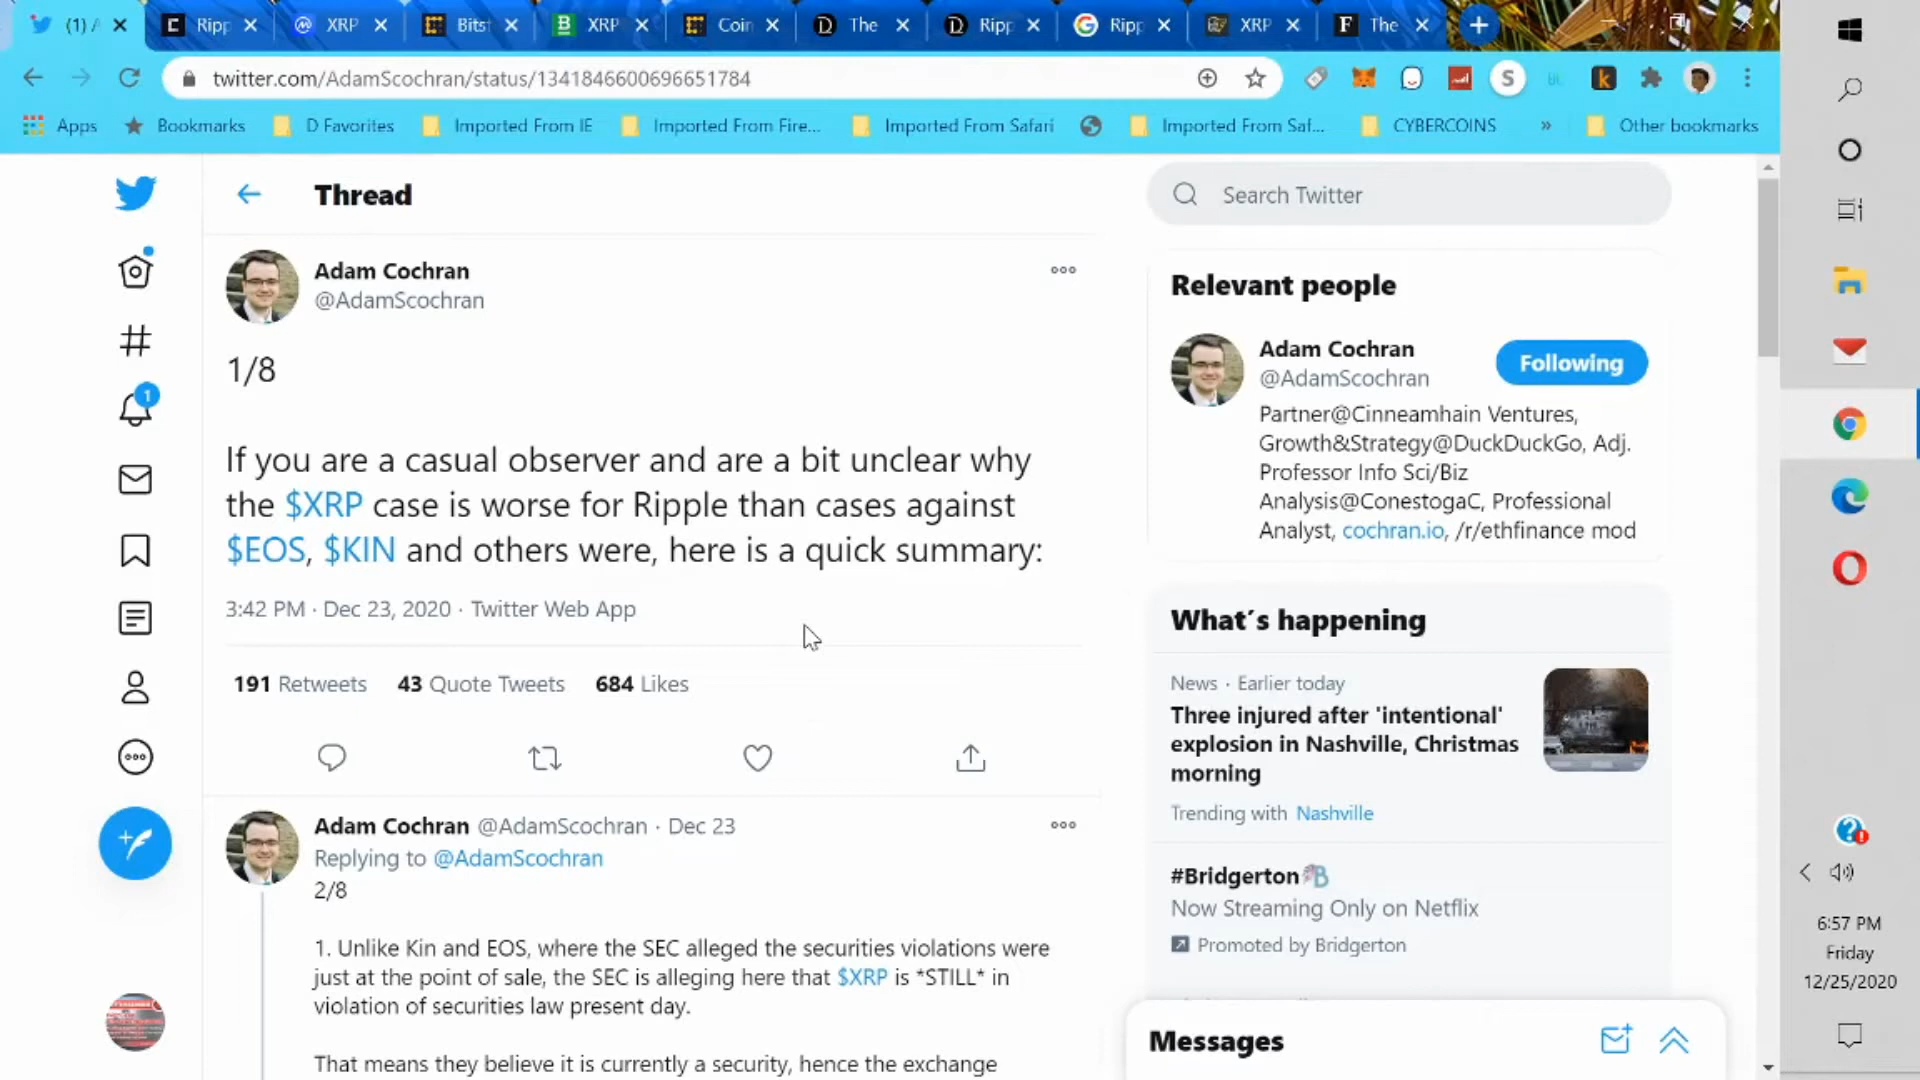 (1) A
Ripp
XRP
Bitst
XRP
Coin
The
Ripp
Ripp
XRP
The
twitter.com/AdamScochran/status/1341846600696651784
Apps
Bookmarks
D Favorites
Imported From IE
Imported From Fire...
Imported From Safari
Imported From Saf...
CYBERCOINS
»
Other bookmarks
Thread
Search Twitter
Adam Cochran
@AdamScochran
1/8
If you are a casual observer and are a bit unclear why
the $XRP case is worse for Ripple than cases against
$EOS, $KIN and others were, here is a quick summary:
3:42 PM · Dec 23, 2020 · Twitter Web App
191 Retweets 43 Quote Tweets 684 Likes
Adam Cochran @AdamScochran · Dec 23
Replying to @AdamScochran
2/8
1. Unlike Kin and EOS, where the SEC alleged the securities violations were
just at the point of sale, the SEC is alleging here that $XRP is *STILL* in
violation of securities law present day.
That means they believe it is currently a security, hence the exchange
Relevant people
Adam Cochran
@AdamScochran
Following
Partner@Cinneamhain Ventures,
Growth&Strategy@DuckDuckGo, Adj.
Professor Info Sci/Biz
Analysis@ConestogaC, Professional
Analyst, cochran.io, /r/ethfinance mod
What´s happening
News · Earlier today
Three injured after 'intentional'
explosion in Nashville, Christmas
morning
Trending with Nashville
#Bridgerton
Now Streaming Only on Netflix
Promoted by Bridgerton
Messages
1
6:57 PM
Friday
12/25/2020